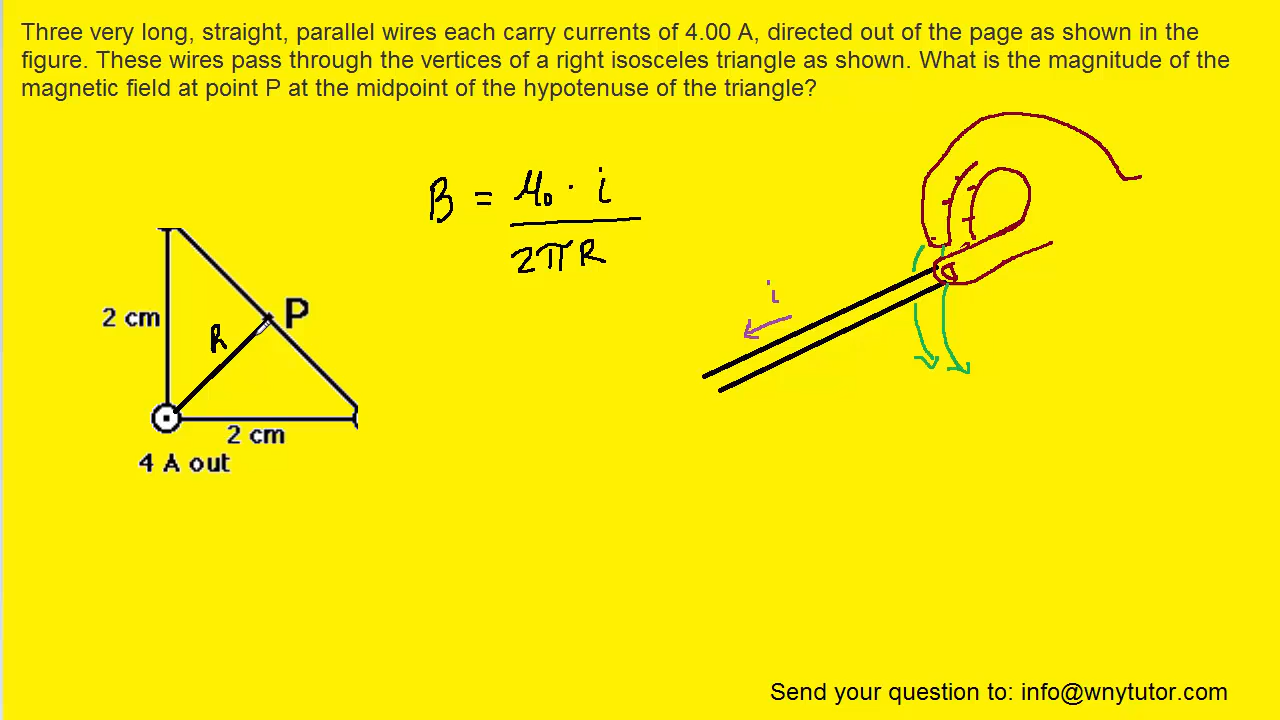 Three very long, straight, parallel wires each carry currents of 4.00 A, directed out of the page as shown in the
figure. These wires pass through the vertices of a right isosceles triangle as shown. What is the magnitude of the
magnetic field at point P at the midpoint of the hypotenuse of the triangle?
B = μ₀ · i
2πR
i
P
2 cm
R
2 cm
4 A out
Send your question to: info@wnytutor.com